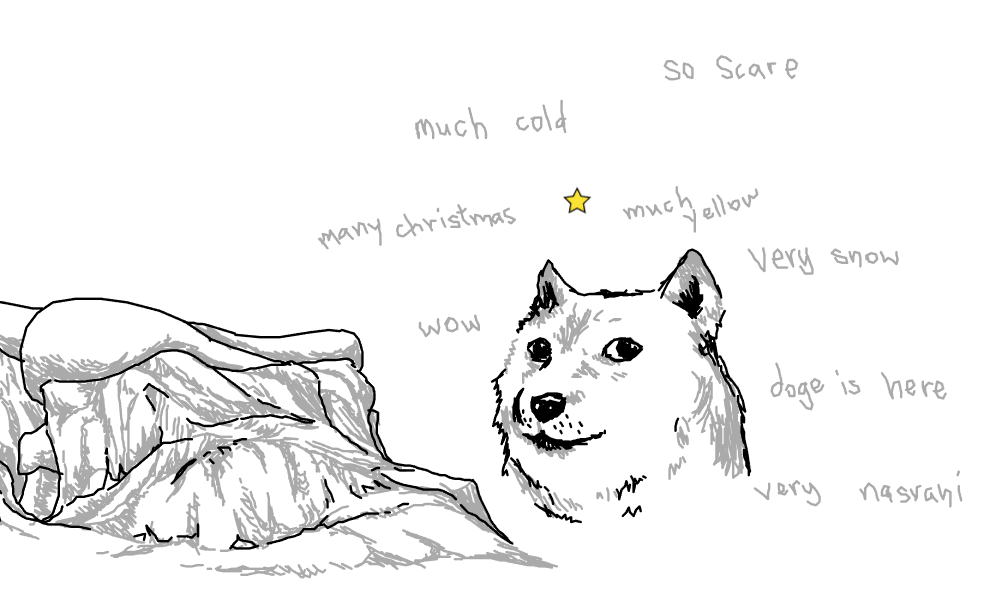 so scare
much cold
many christmas
much yellow
very snow
wow
doge is here
very nasrani